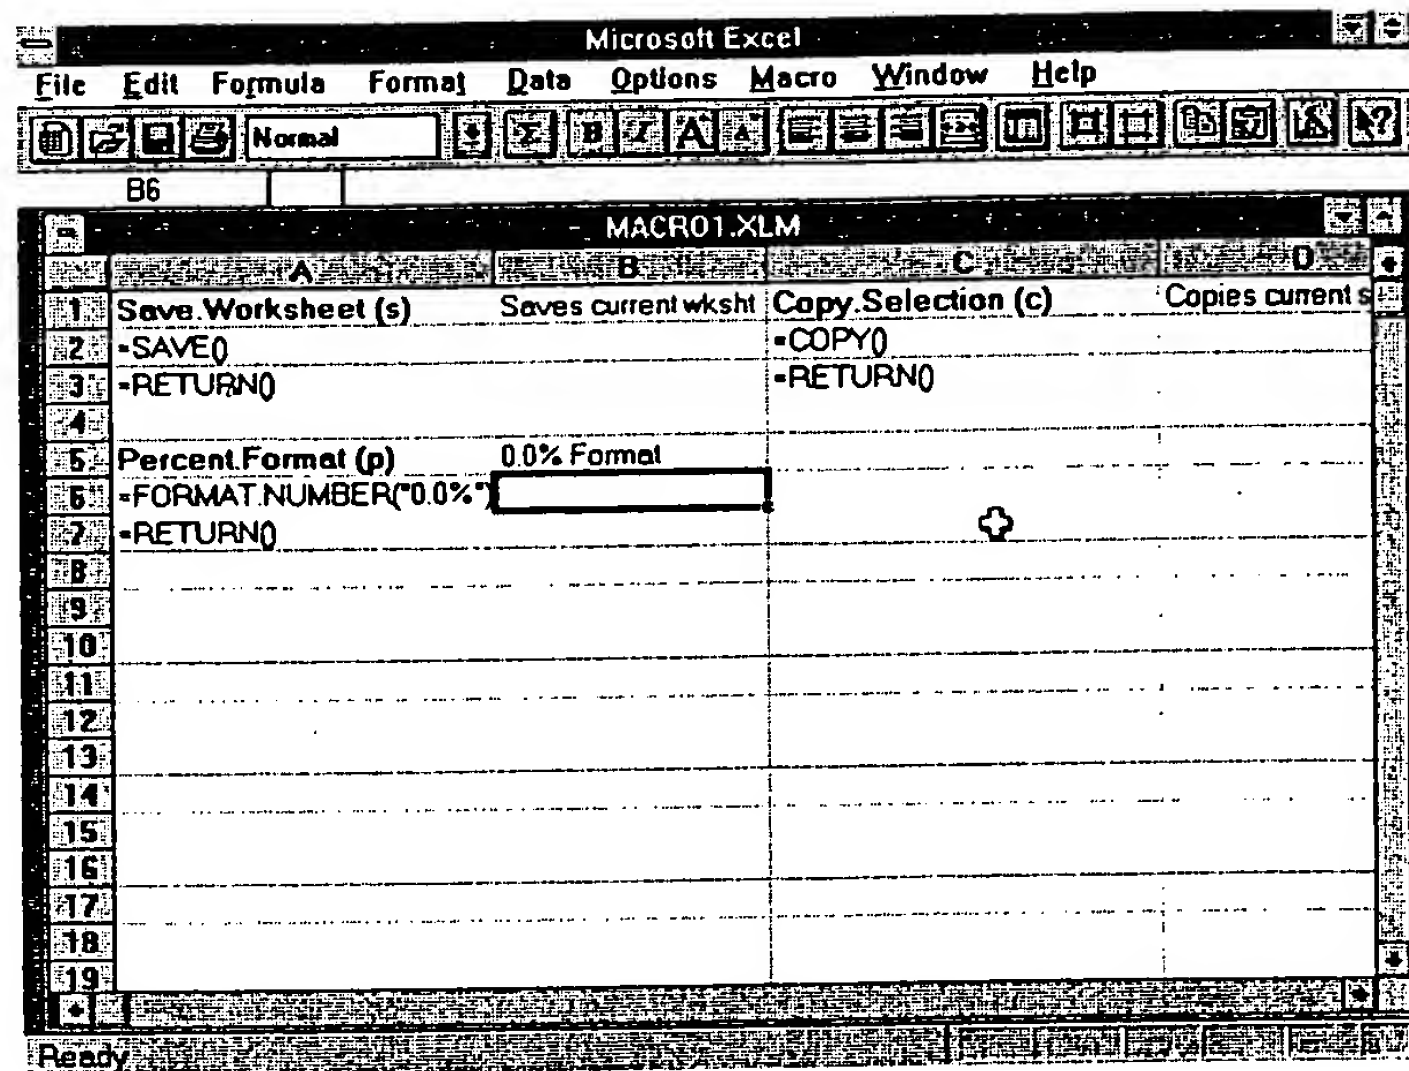 Microsoft Excel
File Edit Formula Format Data Options Macro Window Help
Normal Σ B I A A
B6
MACRO1.XLM
A B C D
1 Save.Worksheet (s) Saves current wksht Copy.Selection (c) Copies current s
2 =SAVE() =COPY()
3 =RETURN() =RETURN()
4
5 Percent.Format (p) 0.0% Format
6 =FORMAT.NUMBER("0.0%")
7 =RETURN()
8
9
10
11
12
13
14
15
16
17
18
19
Ready